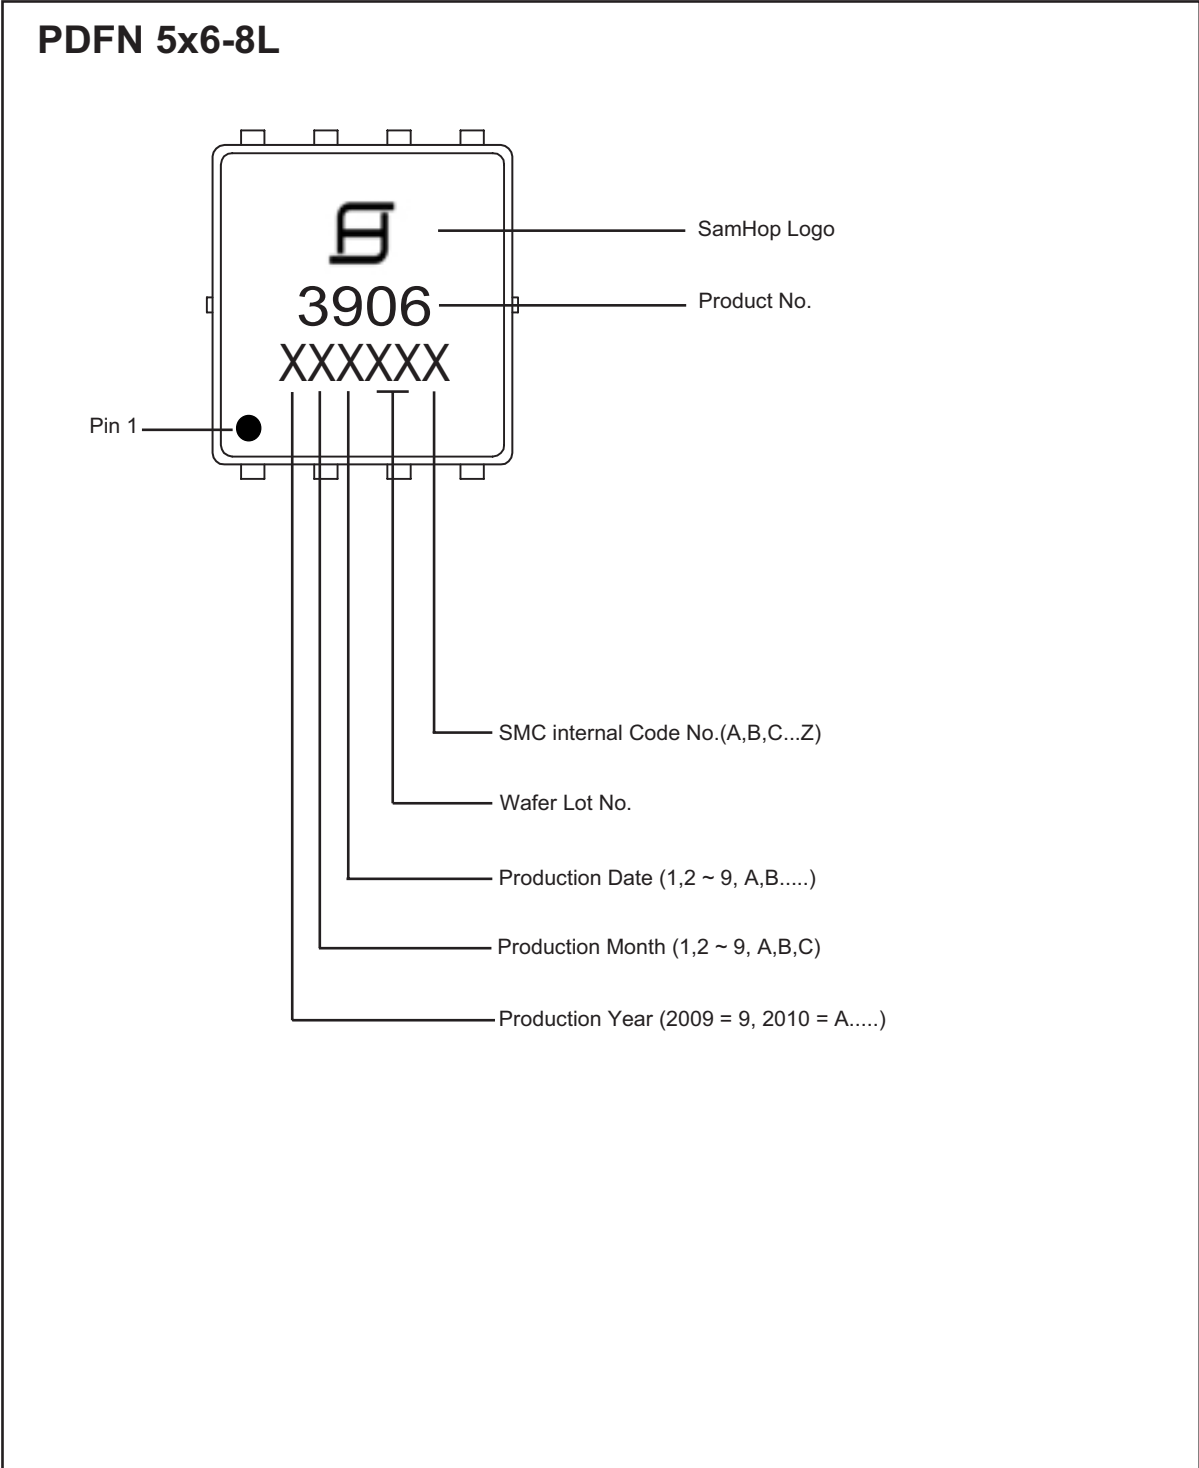 PDFN 5x6-8L
SamHop Logo
3906
Product No.
XXXXXX
Pin 1
SMC internal Code No.(A,B,C...Z)
Wafer Lot No.
Production Date (1,2 ~ 9, A,B.....)
Production Month (1,2 ~ 9, A,B,C)
Production Year (2009 = 9, 2010 = A.....)